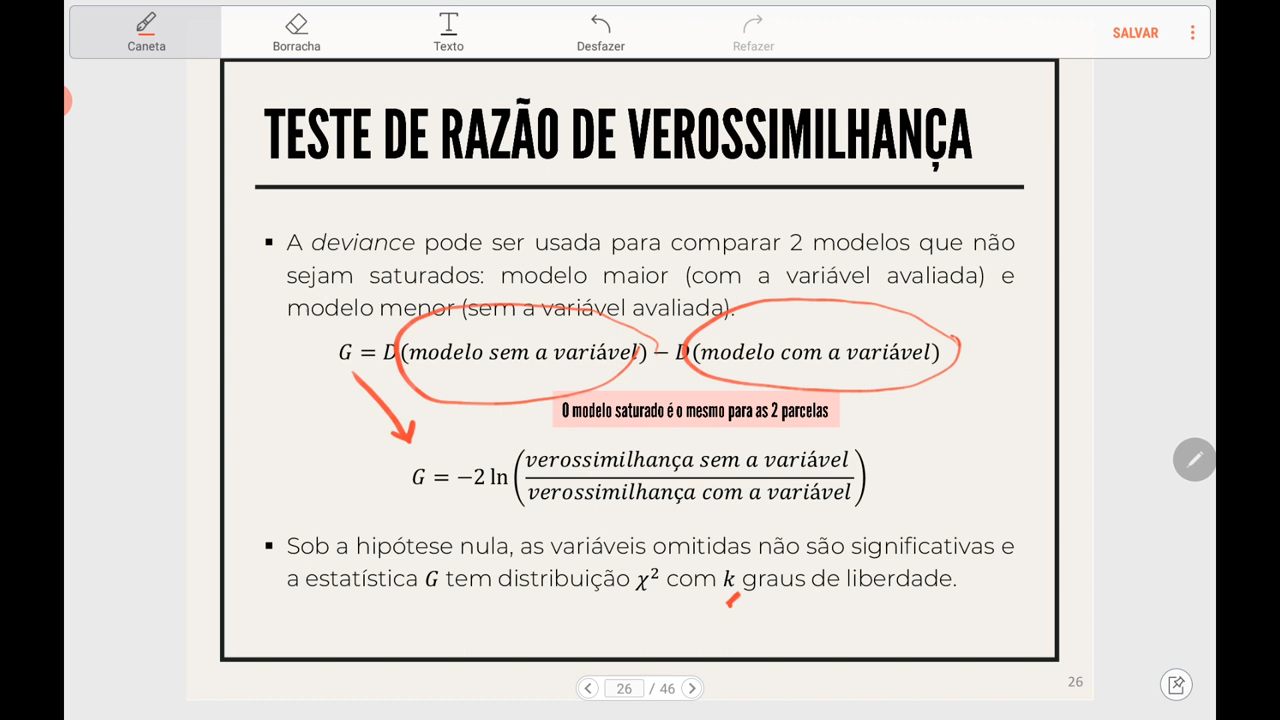 Caneta
Borracha
Texto
Desfazer
Refazer
SALVAR
TESTE DE RAZÃO DE VEROSSIMILHANÇA
▪ A deviance pode ser usada para comparar 2 modelos que não
sejam saturados: modelo maior (com a variável avaliada) e
modelo menor (sem a variável avaliada).
G = D(modelo sem a variável) − D(modelo com a variável)
O modelo saturado é o mesmo para as 2 parcelas
G = −2 ln(verossimilhança sem a variável / verossimilhança com a variável)
▪ Sob a hipótese nula, as variáveis omitidas não são significativas e
a estatística G tem distribuição χ² com k graus de liberdade.
26
26 / 46